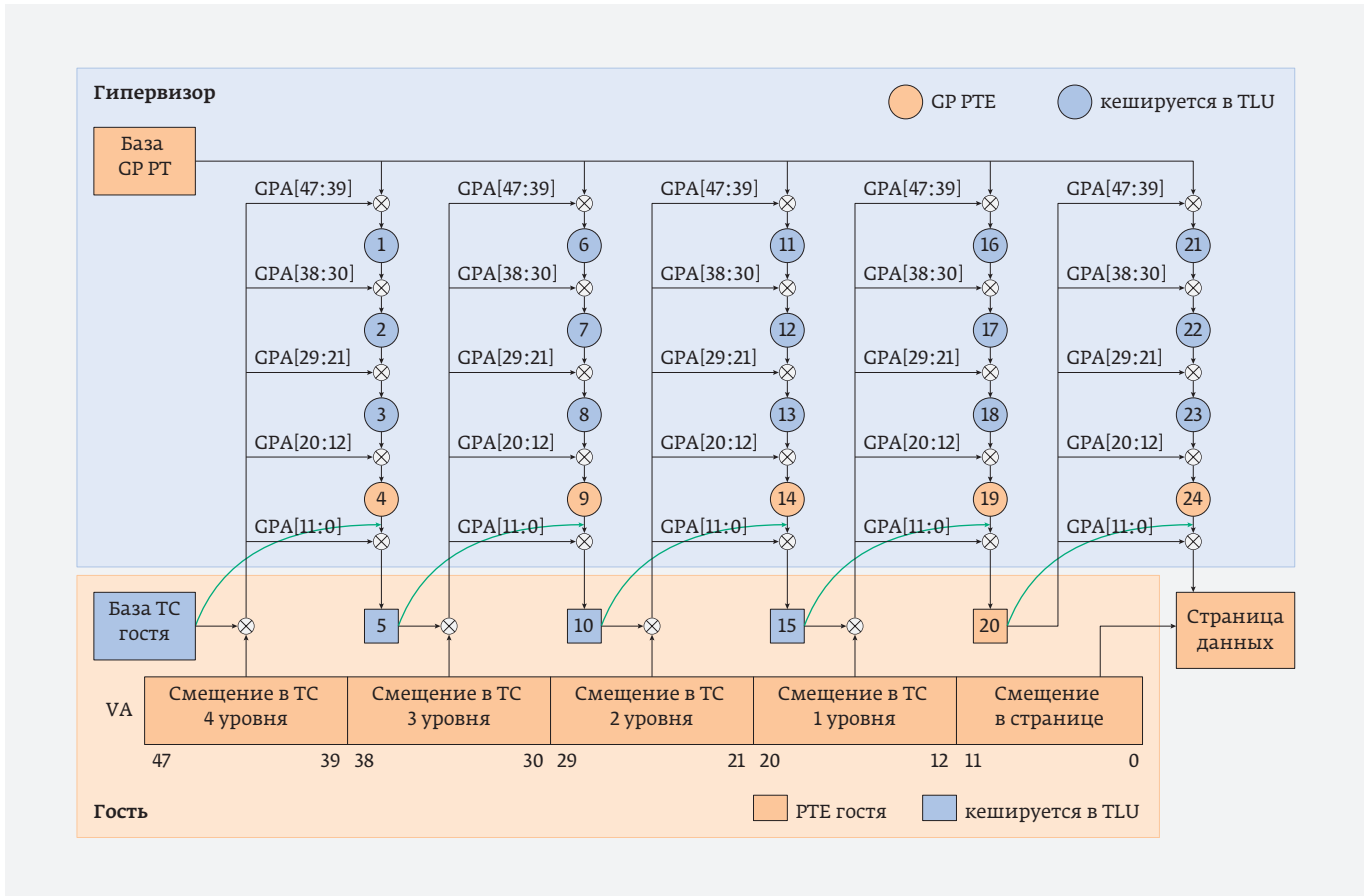 Гипервизор
GP PTE
кешируется в TLU
База
GP PT
GPA[47:39] GPA[47:39] GPA[47:39] GPA[47:39] GPA[47:39]
1 6 11 16 21
GPA[38:30] GPA[38:30] GPA[38:30] GPA[38:30] GPA[38:30]
2 7 12 17 22
GPA[29:21] GPA[29:21] GPA[29:21] GPA[29:21] GPA[29:21]
3 8 13 18 23
GPA[20:12] GPA[20:12] GPA[20:12] GPA[20:12] GPA[20:12]
4 9 14 19 24
GPA[11:0] GPA[11:0] GPA[11:0] GPA[11:0] GPA[11:0]
База ТС
гостя
5 10 15 20
Страница
данных
VA
Смещение в ТС
4 уровня
Смещение в ТС
3 уровня
Смещение в ТС
2 уровня
Смещение в ТС
1 уровня
Смещение
в странице
47 39 38 30 29 21 20 12 11 0
Гость
PTE гостя
кешируется в TLU